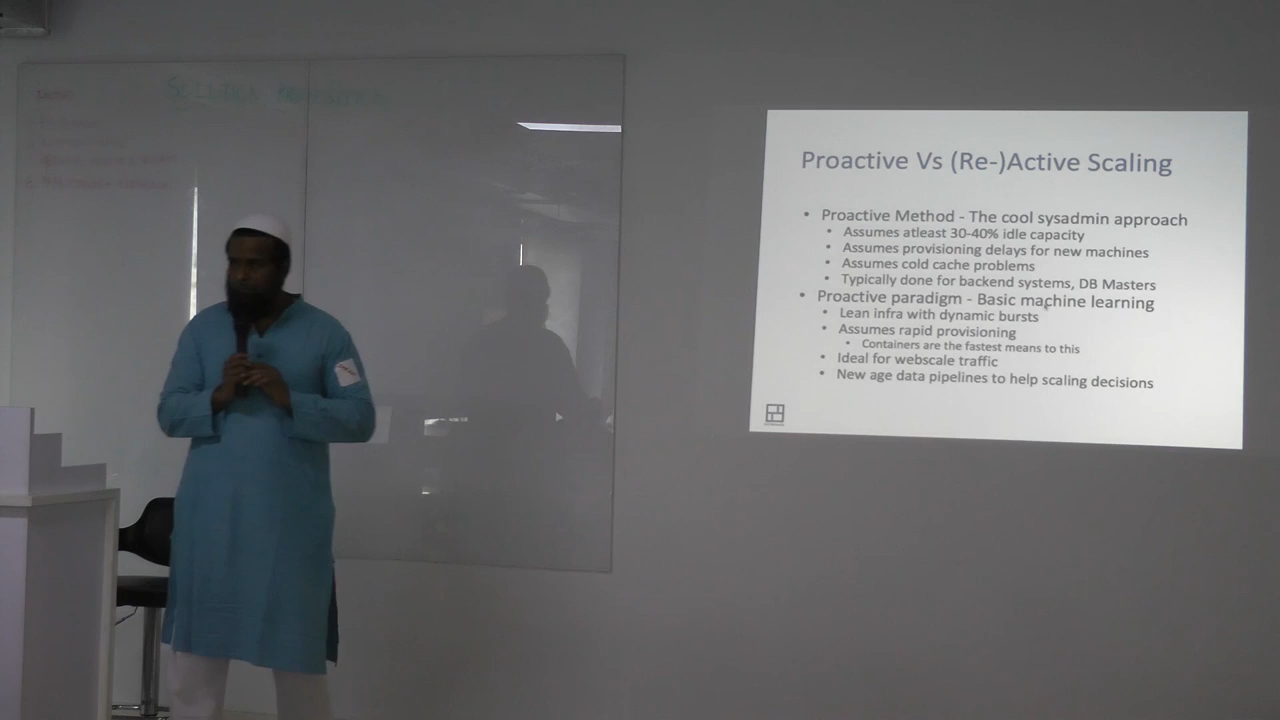 Proactive Vs (Re-)Active Scaling
• Proactive Method - The cool sysadmin approach
• Assumes atleast 30-40% idle capacity
• Assumes provisioning delays for new machines
• Assumes cold cache problems
• Typically done for backend systems, DB Masters
• Proactive paradigm - Basic machine learning
• Lean infra with dynamic bursts
• Assumes rapid provisioning
• Containers are the fastest means to this
• Ideal for webscale traffic
• New age data pipelines to help scaling decisions